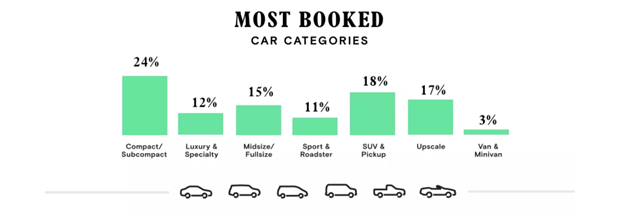 MOST BOOKED
CAR CATEGORIES
24%
12%
15%
11%
18%
17%
3%
Compact/
Subcompact
Luxury &
Specialty
Midsize/
Fullsize
Sport &
Roadster
SUV &
Pickup
Upscale
Van &
Minivan